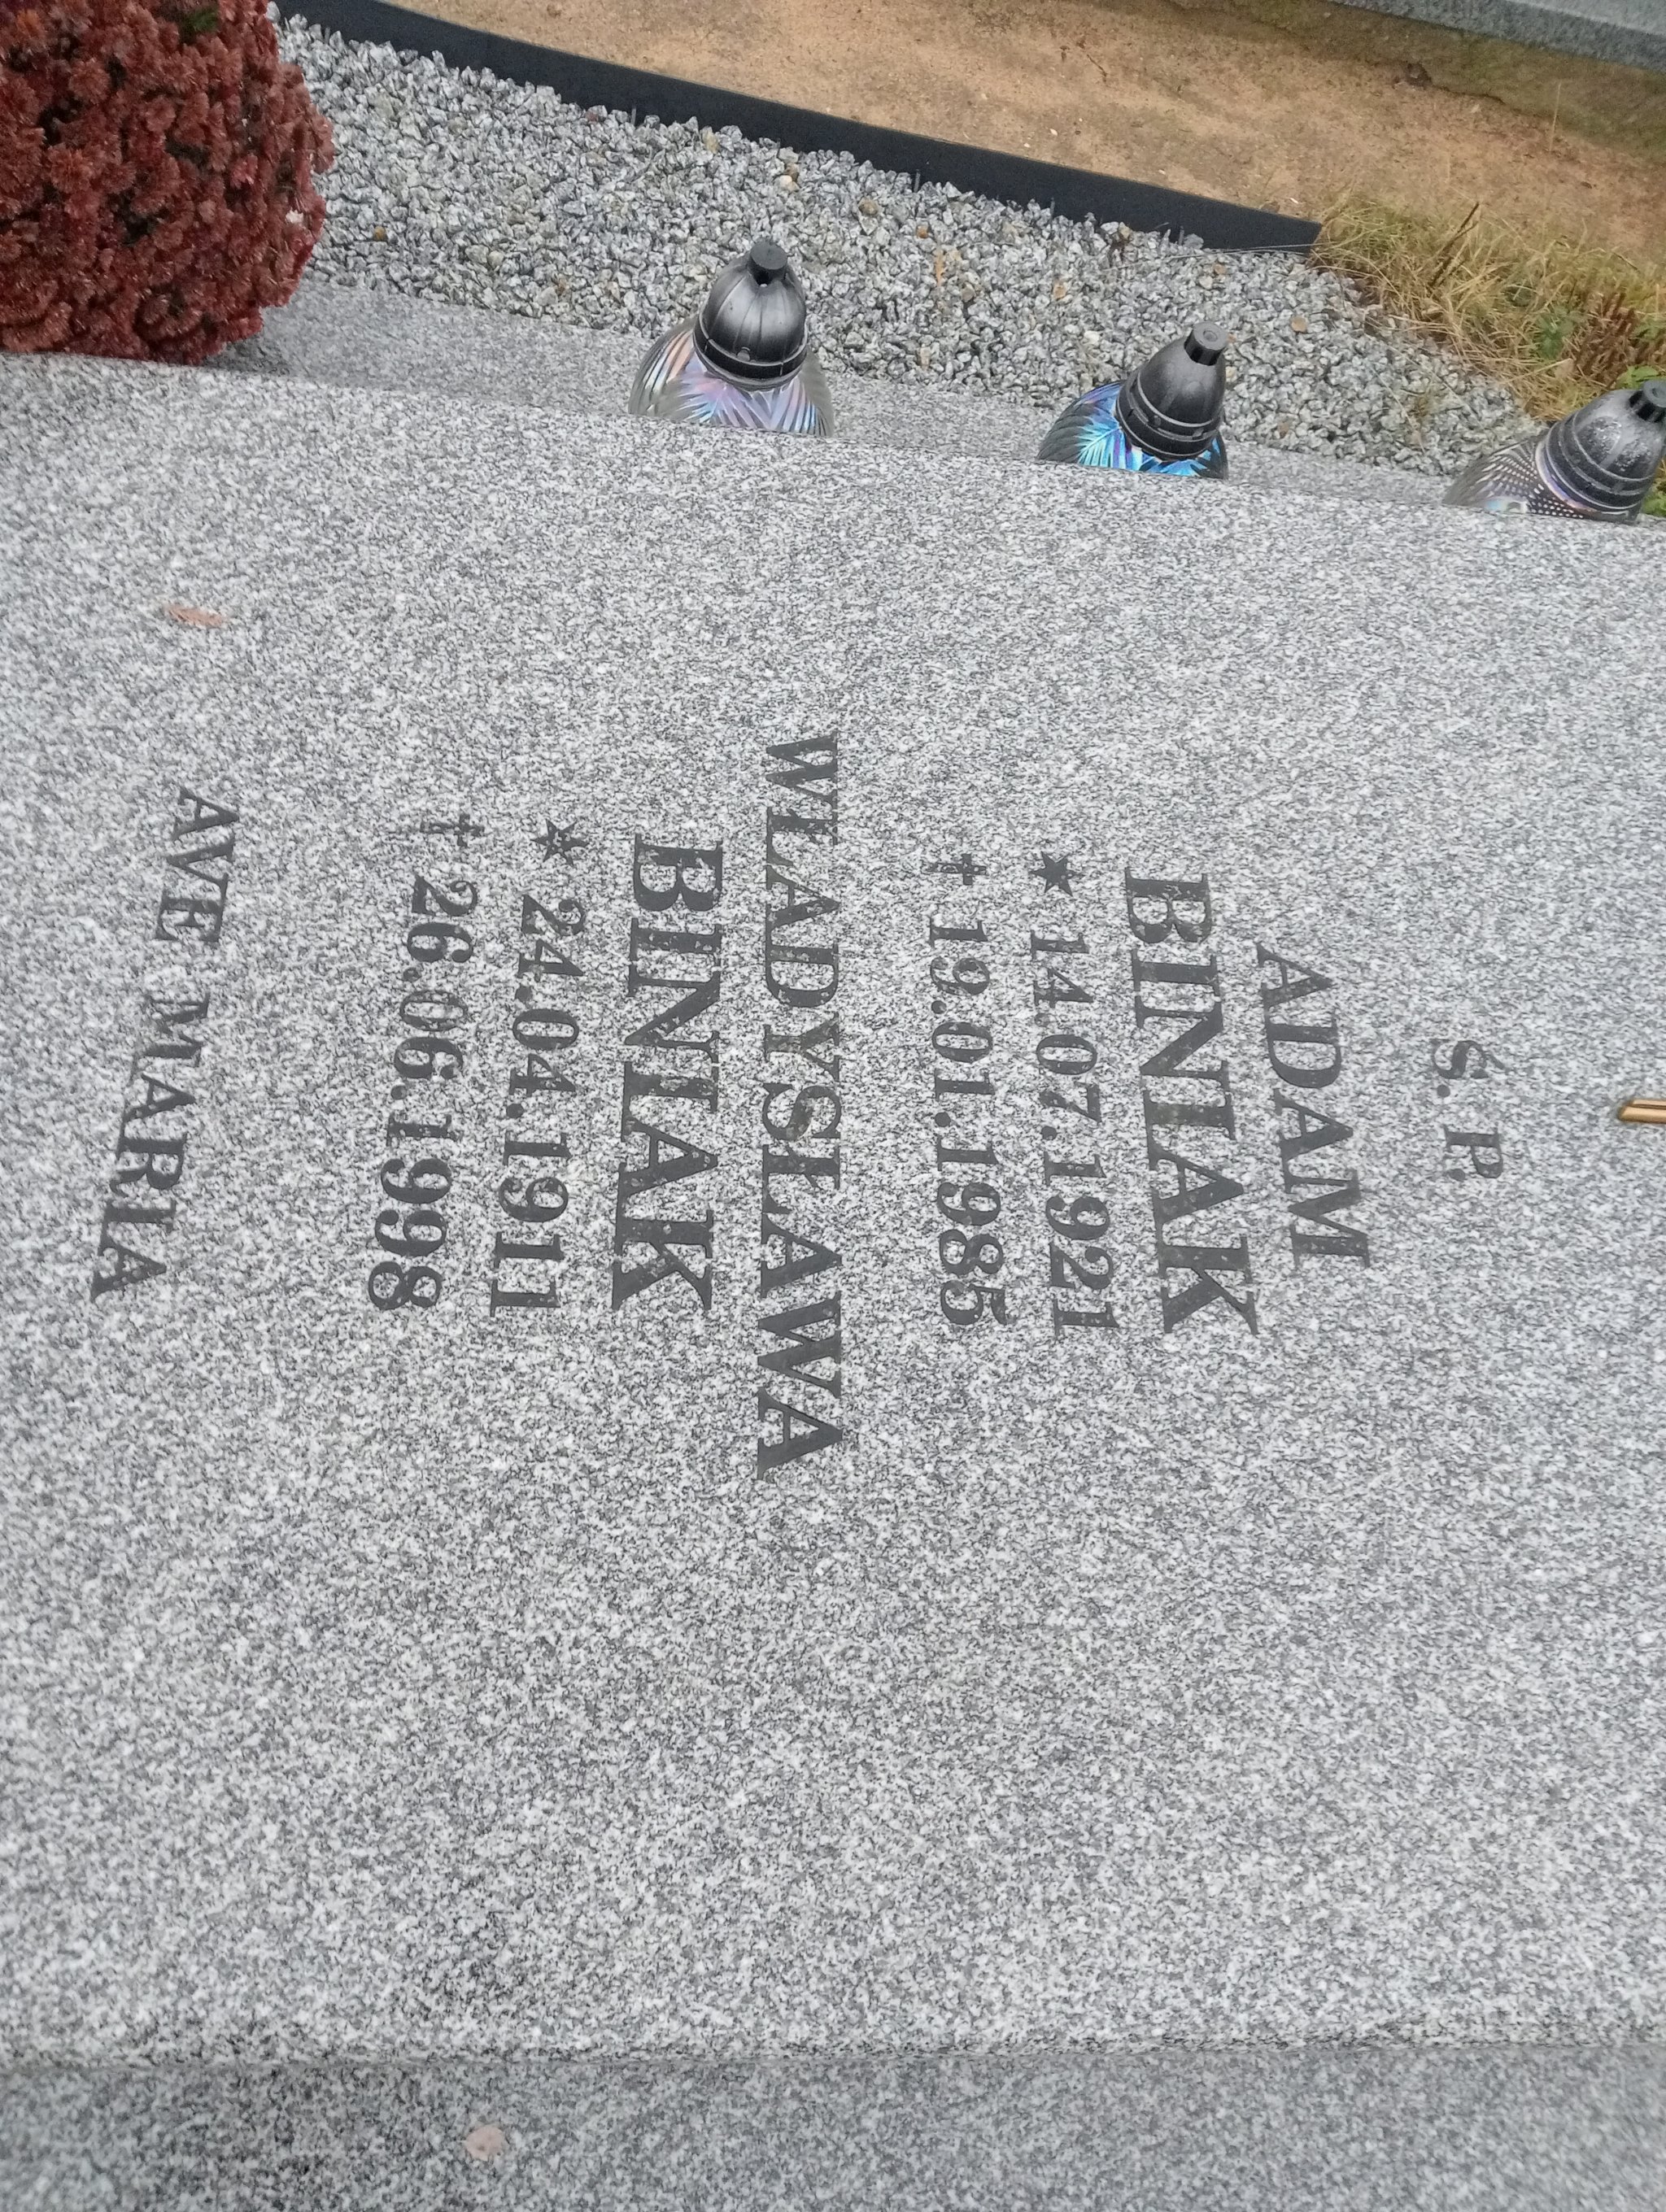 Ś. P.
ADAM
BINIAK
★ 14.07.1921
✝ 19.01.1985
WŁADYSŁAWA
BINIAK
★ 24.04.1911
✝ 26.06.1998
AVE MARIA